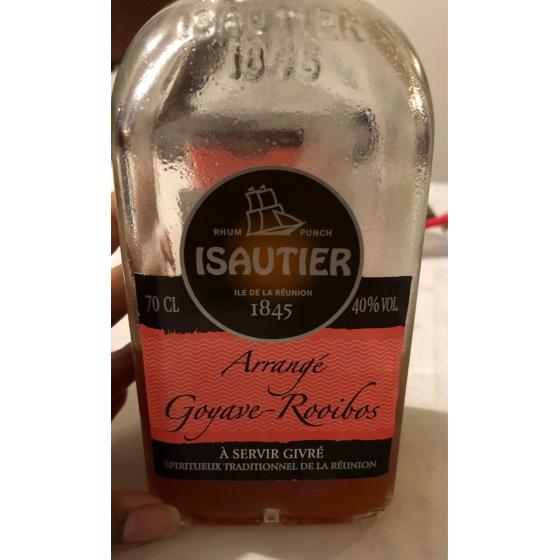 ISAUTIER
1845
RHUM PUNCH
ISAUTIER
ILE DE LA RÉUNION
1845
70 CL
40% VOL.
Arrangé
Goyave-Rooibos
À SERVIR GIVRÉ
SPIRITUEUX TRADITIONNEL DE LA RÉUNION